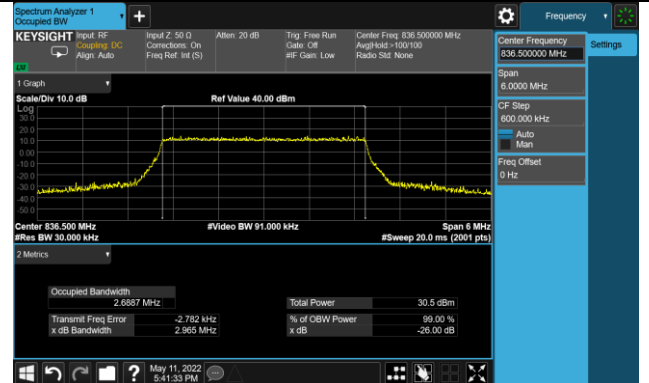 Spectrum Analyzer 1
Occupied BW
Frequency
KEYSIGHT
Input: RF
Coupling: DC
Align: Auto
Input Z: 50 Ω
Corrections: On
Freq Ref: Int (S)
Atten: 20 dB
Trig: Free Run
Gate: Off
#IF Gain: Low
Center Freq: 836.500000 MHz
Avg|Hold:>100/100
Radio Std: None
LXI
Center Frequency
836.500000 MHz
Settings
Span
6.0000 MHz
CF Step
600.000 kHz
Auto
Man
Freq Offset
0 Hz
1 Graph
Scale/Div 10.0 dB
Ref Value 40.00 dBm
Log
30.0
20.0
10.0
0.00
-10.0
-20.0
-30.0
-40.0
-50.0
Center 836.500 MHz
#Video BW 91.000 kHz
Span 6 MHz
#Res BW 30.000 kHz
#Sweep 20.0 ms (2001 pts)
2 Metrics
Occupied Bandwidth
2.6887 MHz
Total Power
30.5 dBm
Transmit Freq Error
-2.782 kHz
% of OBW Power
99.00 %
x dB Bandwidth
2.965 MHz
x dB
-26.00 dB
?
May 11, 2022
5:41:33 PM